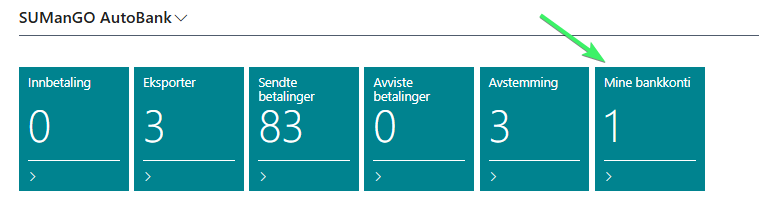 SUManGO AutoBank
Innbetaling
0
Eksporter
3
Sendte
betalinger
83
Avviste
betalinger
0
Avstemming
3
Mine bankkonti
1